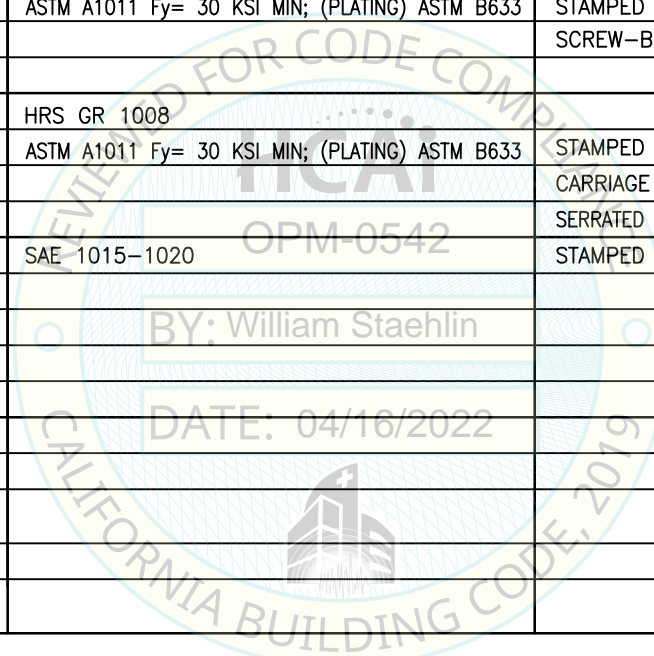 ASTM A1011 Fy= 30 KSI MIN; (PLATING) ASTM B633 STAMPED
SCREW-B
HRS GR 1008
ASTM A1011 Fy= 30 KSI MIN; (PLATING) ASTM B633 STAMPED
CARRIAGE
SERRATED
SAE 1015-1020 STAMPED
REVIEWED FOR CODE COMPLIANCE
HCAi
OPM-0542
BY: William Staehlin
DATE: 04/16/2022
CALIFORNIA BUILDING CODE, 2019